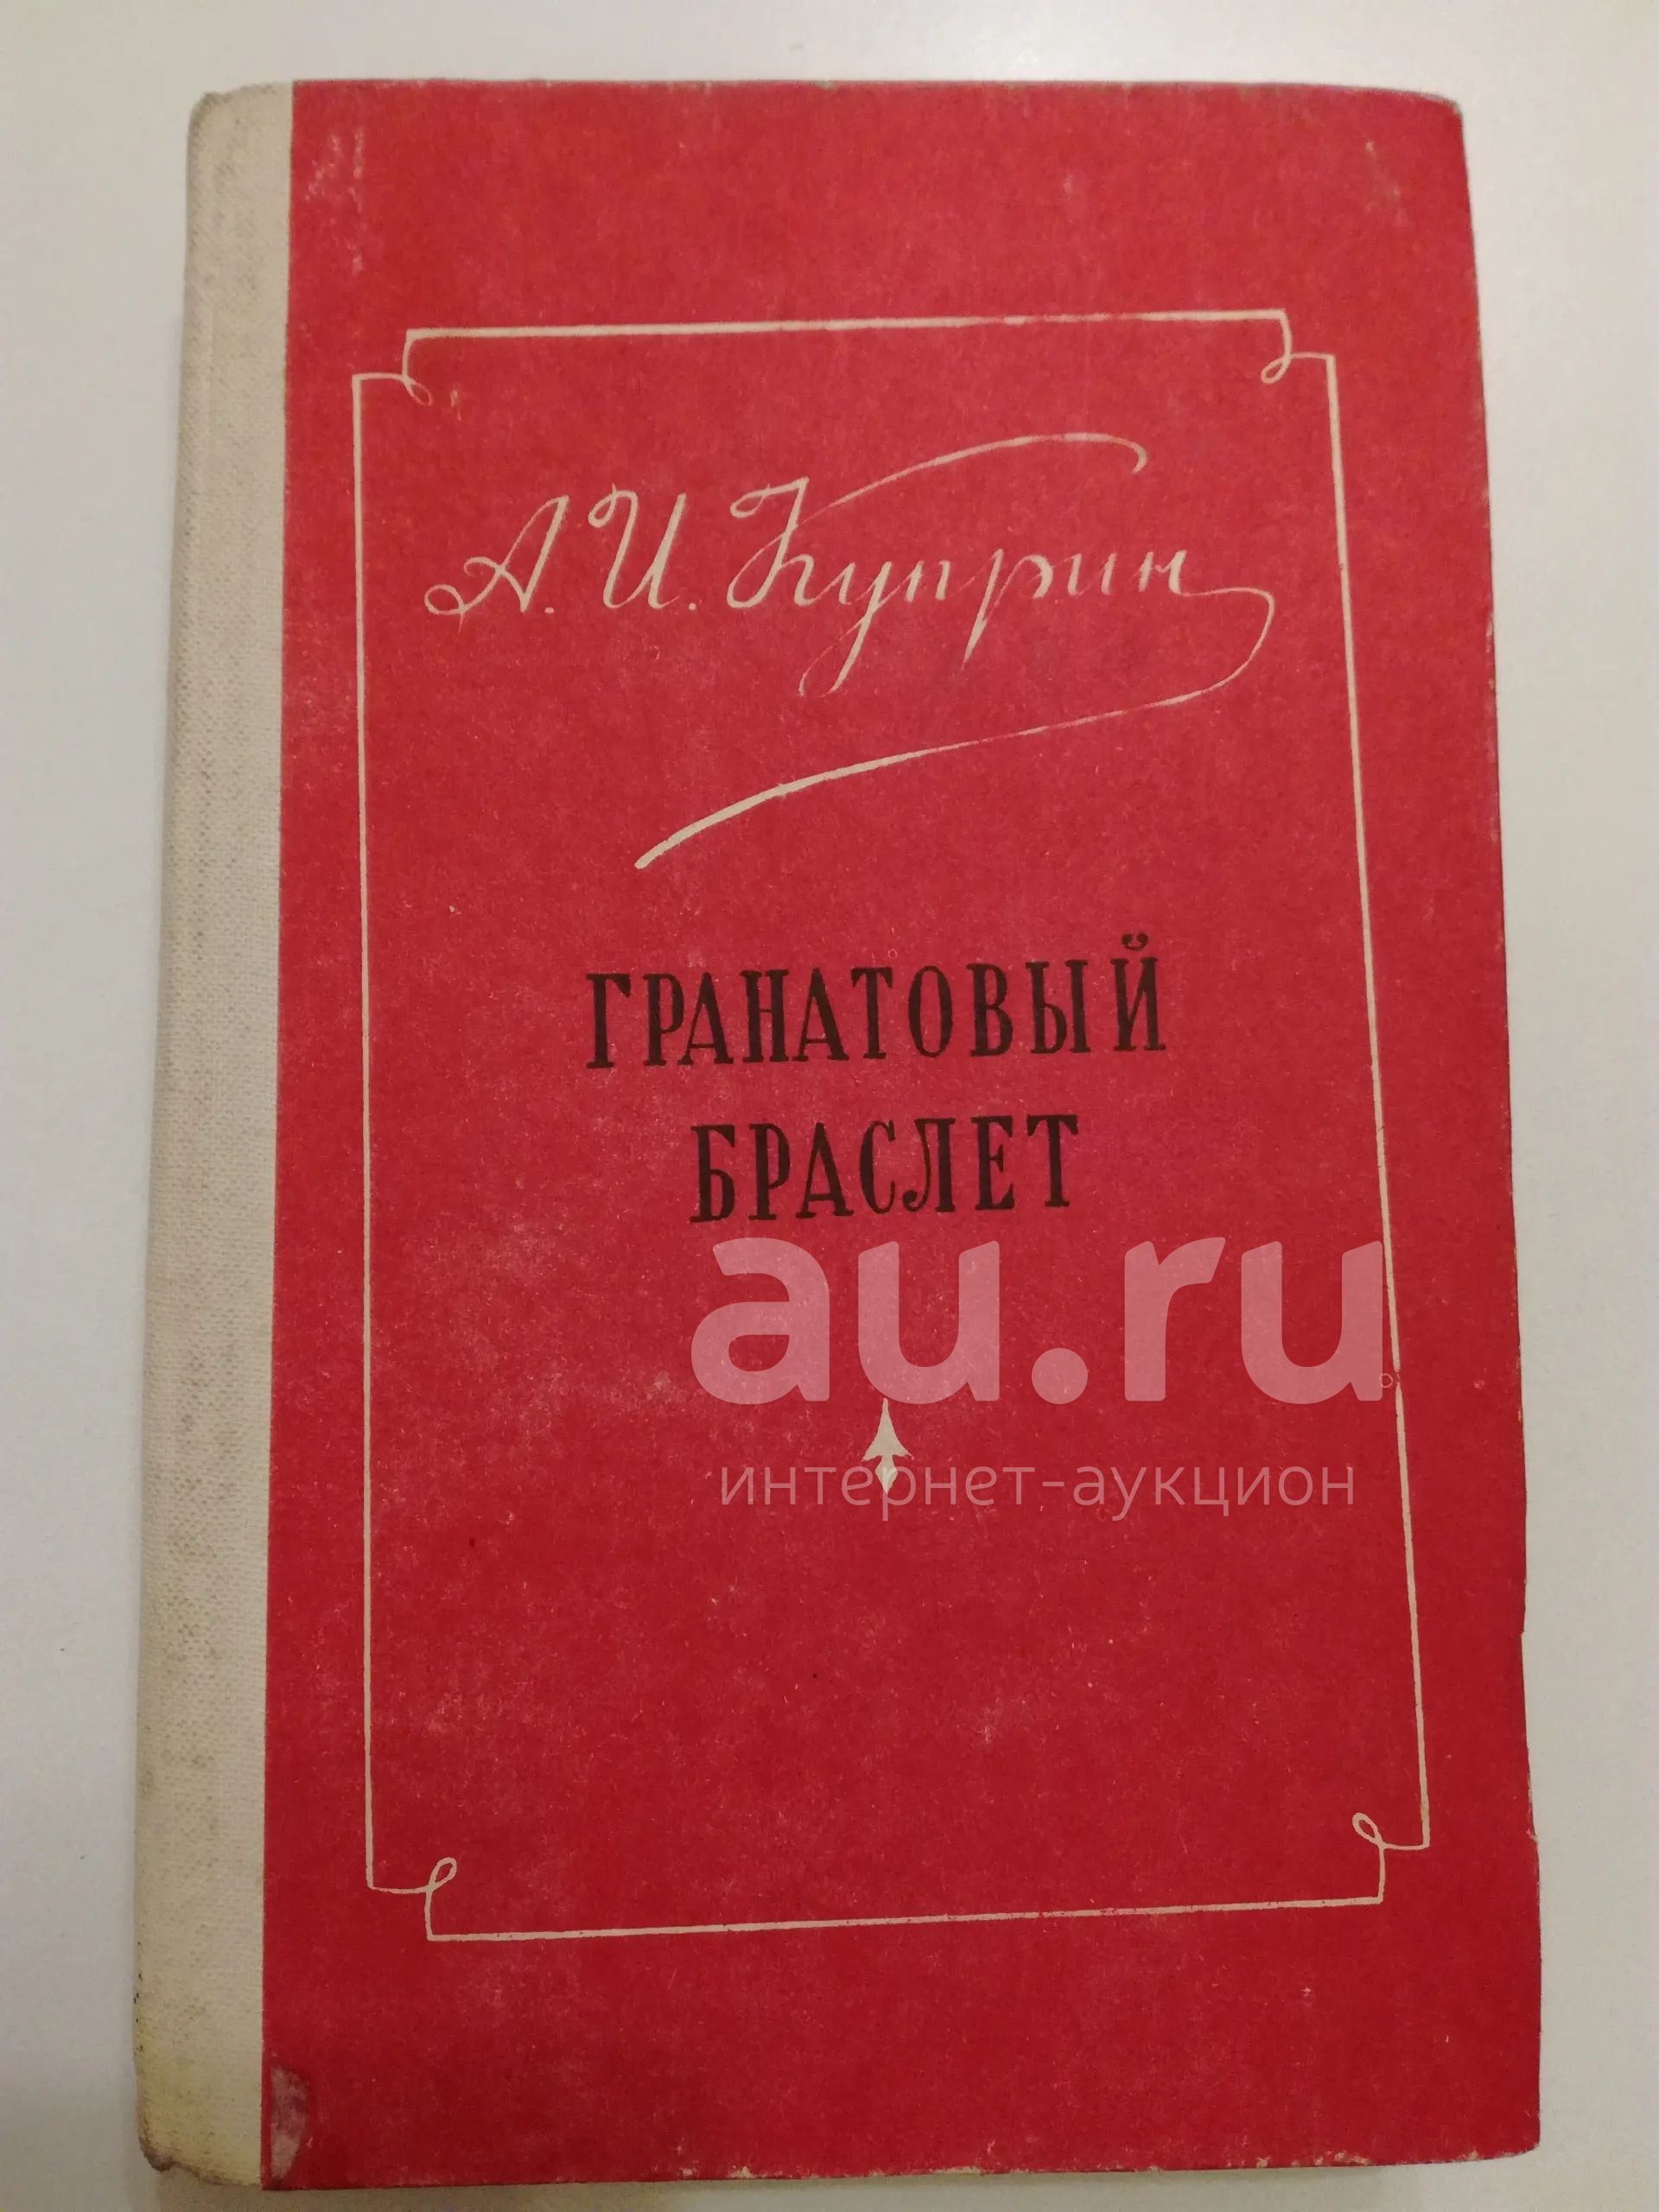 А. И. Куприн
ГРАНАТОВЫЙ
БРАСЛЕТ
au.ru
интернет-аукцион